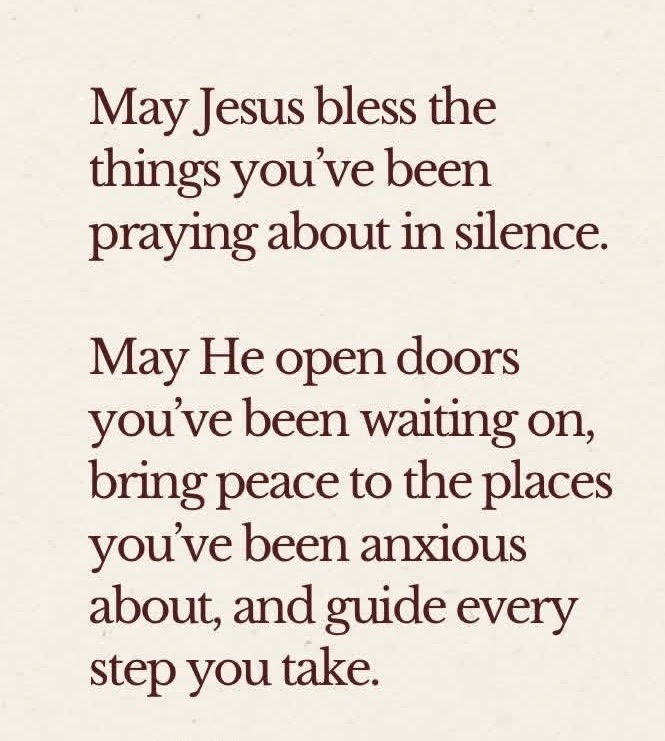 May Jesus bless the
things you’ve been
praying about in silence.

May He open doors
you’ve been waiting on,
bring peace to the places
you’ve been anxious
about, and guide every
step you take.